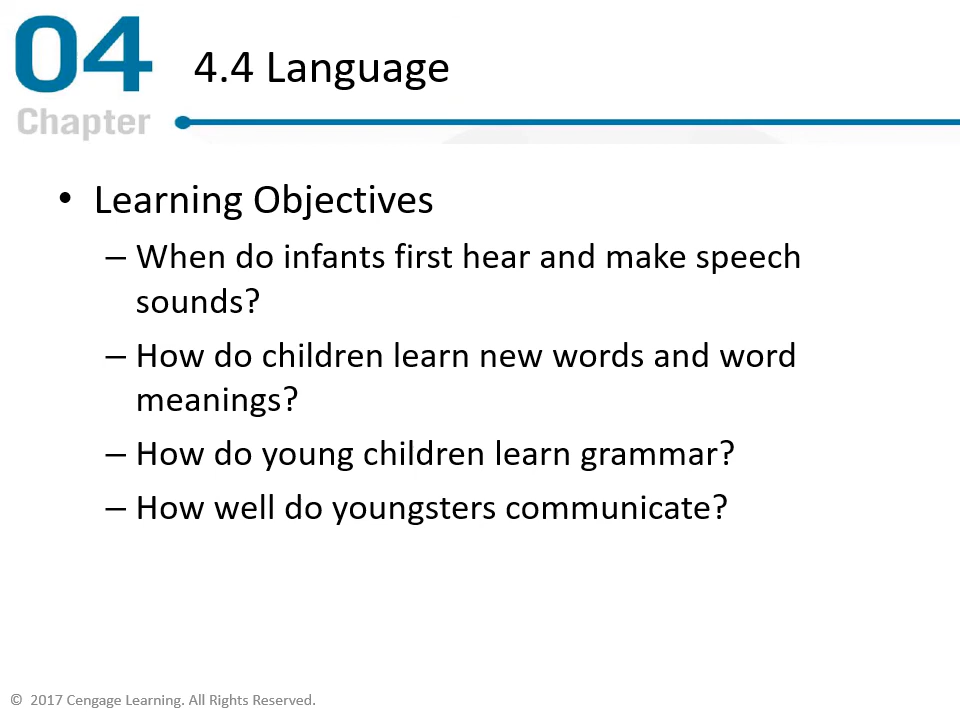 04
Chapter
4.4 Language
• Learning Objectives
– When do infants first hear and make speech
sounds?
– How do children learn new words and word
meanings?
– How do young children learn grammar?
– How well do youngsters communicate?
© 2017 Cengage Learning. All Rights Reserved.